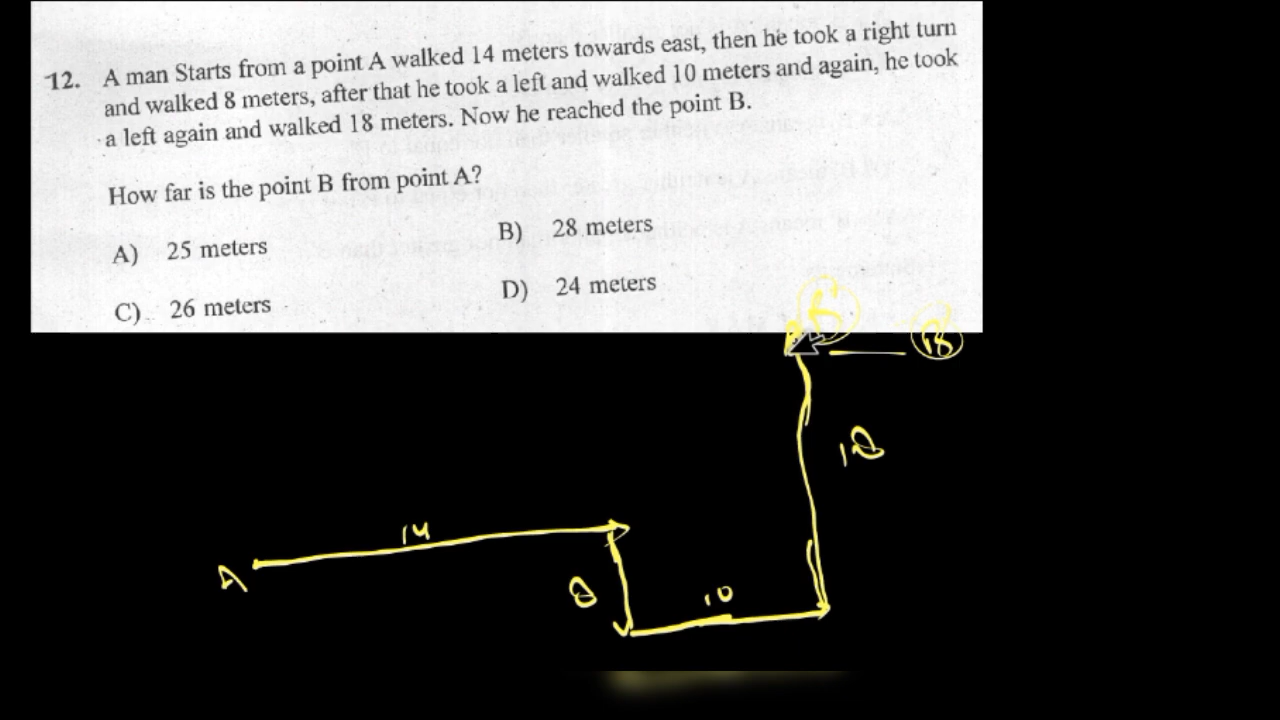 12. A man Starts from a point A walked 14 meters towards east, then he took a right turn
and walked 8 meters, after that he took a left and walked 10 meters and again, he took
a left again and walked 18 meters. Now he reached the point B.
How far is the point B from point A?
A) 25 meters
B) 28 meters
C) 26 meters
D) 24 meters
B
18
18
14
A
8
10